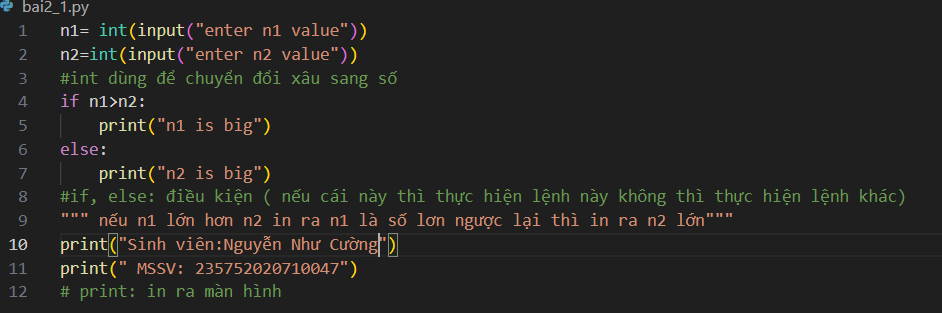 bai2_1.py
1 n1= int(input("enter n1 value"))
2 n2=int(input("enter n2 value"))
3 #int dùng để chuyển đổi xâu sang số
4 if n1>n2:
5     print("n1 is big")
6 else:
7     print("n2 is big")
8 #if, else: điều kiện ( nếu cái này thì thực hiện lệnh này không thì thực hiện lệnh khác)
9 """ nếu n1 lớn hơn n2 in ra n1 là số lơn ngược lại thì in ra n2 lớn"""
10 print("Sinh viên:Nguyễn Như Cường")
11 print(" MSSV: 235752020710047")
12 # print: in ra màn hình